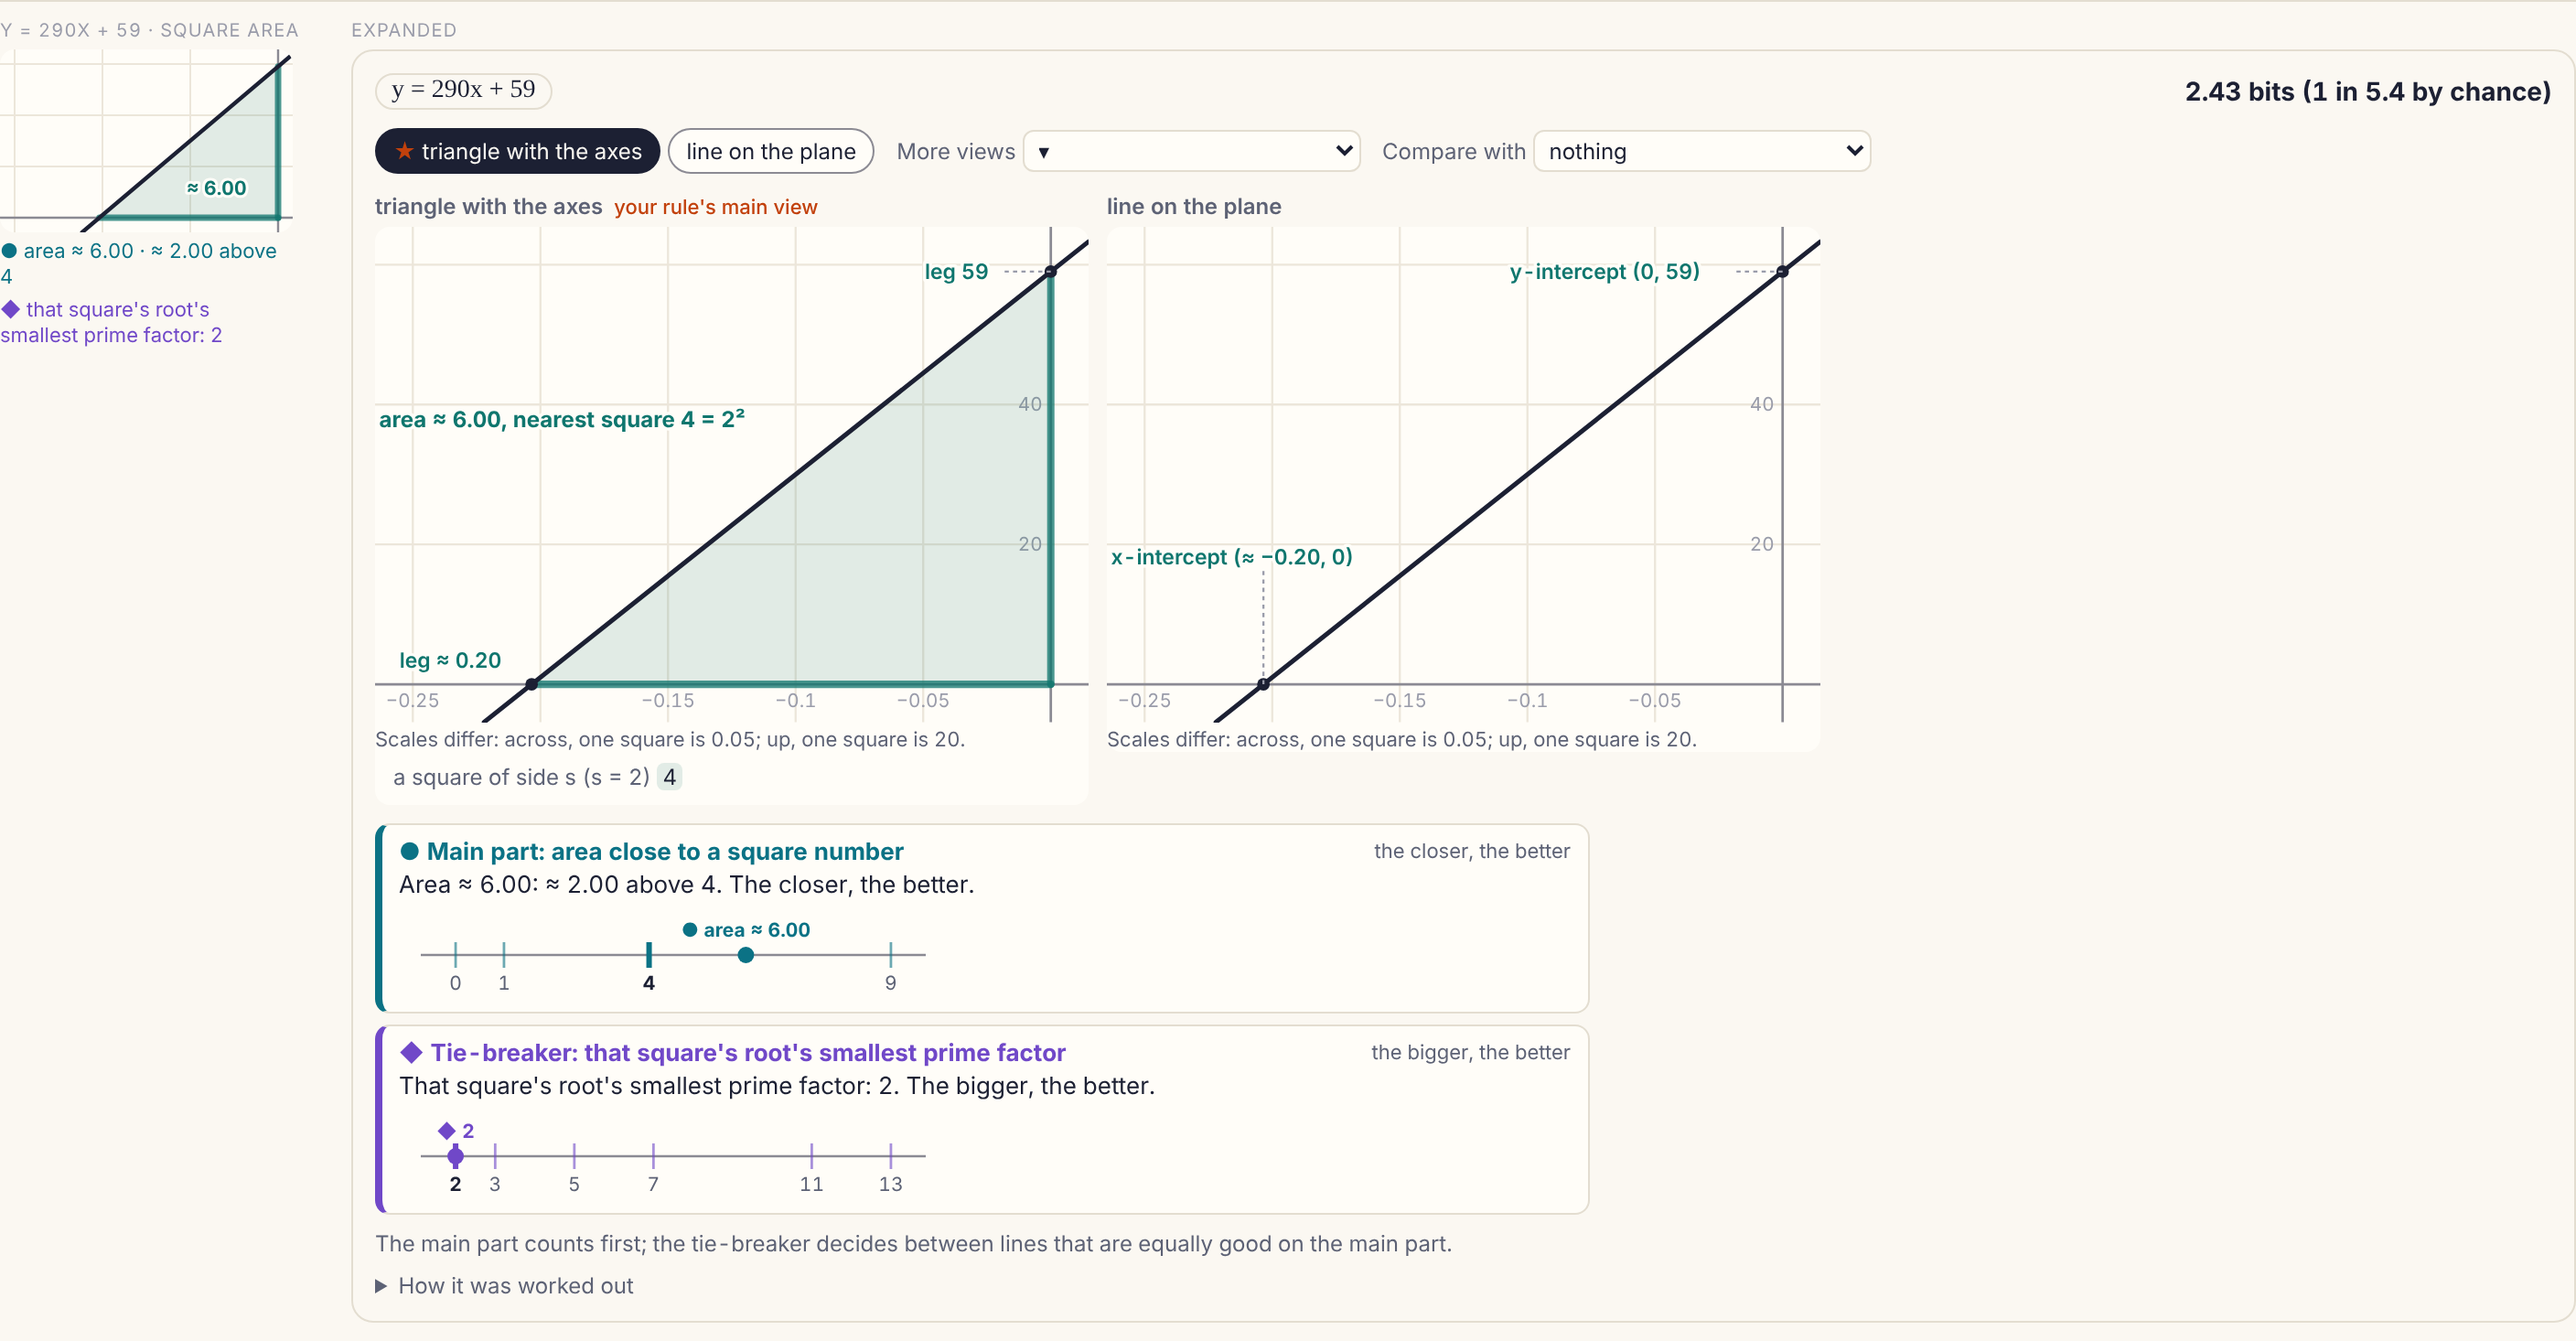 Y = 290X + 59 · SQUARE AREA
≈ 6.00
● area ≈ 6.00 · ≈ 2.00 above
4
◆ that square's root's
smallest prime factor: 2
EXPANDED
y = 290x + 59
2.43 bits (1 in 5.4 by chance)
★ triangle with the axes
line on the plane
More views
▾
Compare with
nothing
triangle with the axes your rule's main view
leg 59
40
area ≈ 6.00, nearest square 4 = 2²
20
leg ≈ 0.20
−0.25 −0.15 −0.1 −0.05
Scales differ: across, one square is 0.05; up, one square is 20.
a square of side s (s = 2) 4
line on the plane
y-intercept (0, 59)
40
20
x-intercept (≈ −0.20, 0)
−0.25 −0.15 −0.1 −0.05
Scales differ: across, one square is 0.05; up, one square is 20.
● Main part: area close to a square number
the closer, the better
Area ≈ 6.00: ≈ 2.00 above 4. The closer, the better.
● area ≈ 6.00
0 1 4 9
◆ Tie-breaker: that square's root's smallest prime factor
the bigger, the better
That square's root's smallest prime factor: 2. The bigger, the better.
◆ 2
2 3 5 7 11 13
The main part counts first; the tie-breaker decides between lines that are equally good on the main part.
▶ How it was worked out